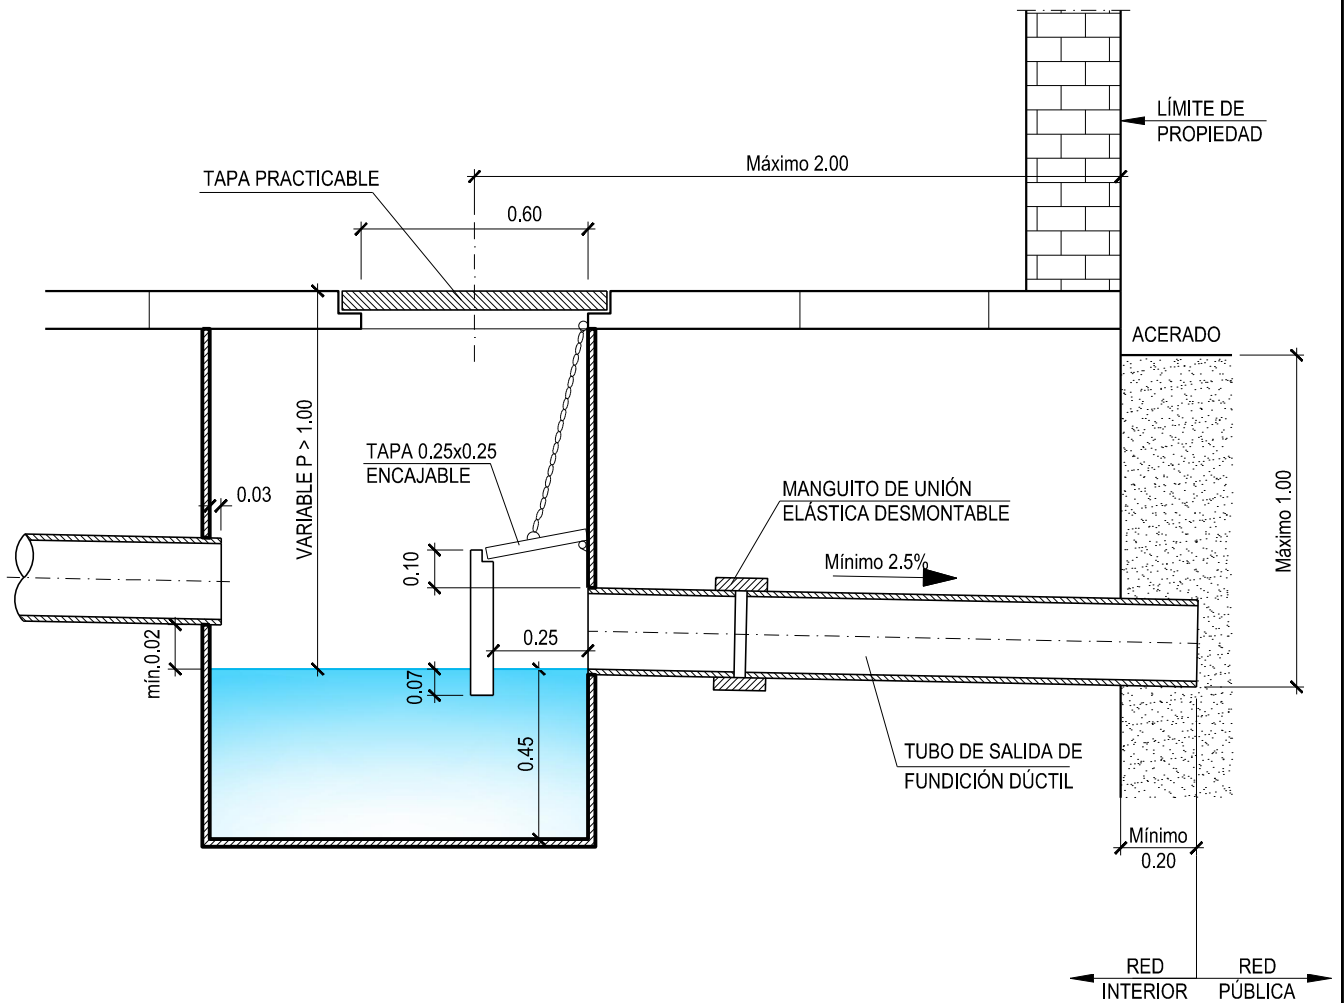 LÍMITE DE
PROPIEDAD
Máximo 2.00
TAPA PRACTICABLE
0.60
ACERADO
VARIABLE P > 1.00
TAPA 0.25x0.25
ENCAJABLE
0.03
MANGUITO DE UNIÓN
ELÁSTICA DESMONTABLE
Máximo 1.00
Mínimo 2.5%
0.10
0.25
mín.0.02
0.07
0.45
TUBO DE SALIDA DE
FUNDICIÓN DÚCTIL
Mínimo
0.20
RED
INTERIOR
RED
PÚBLICA